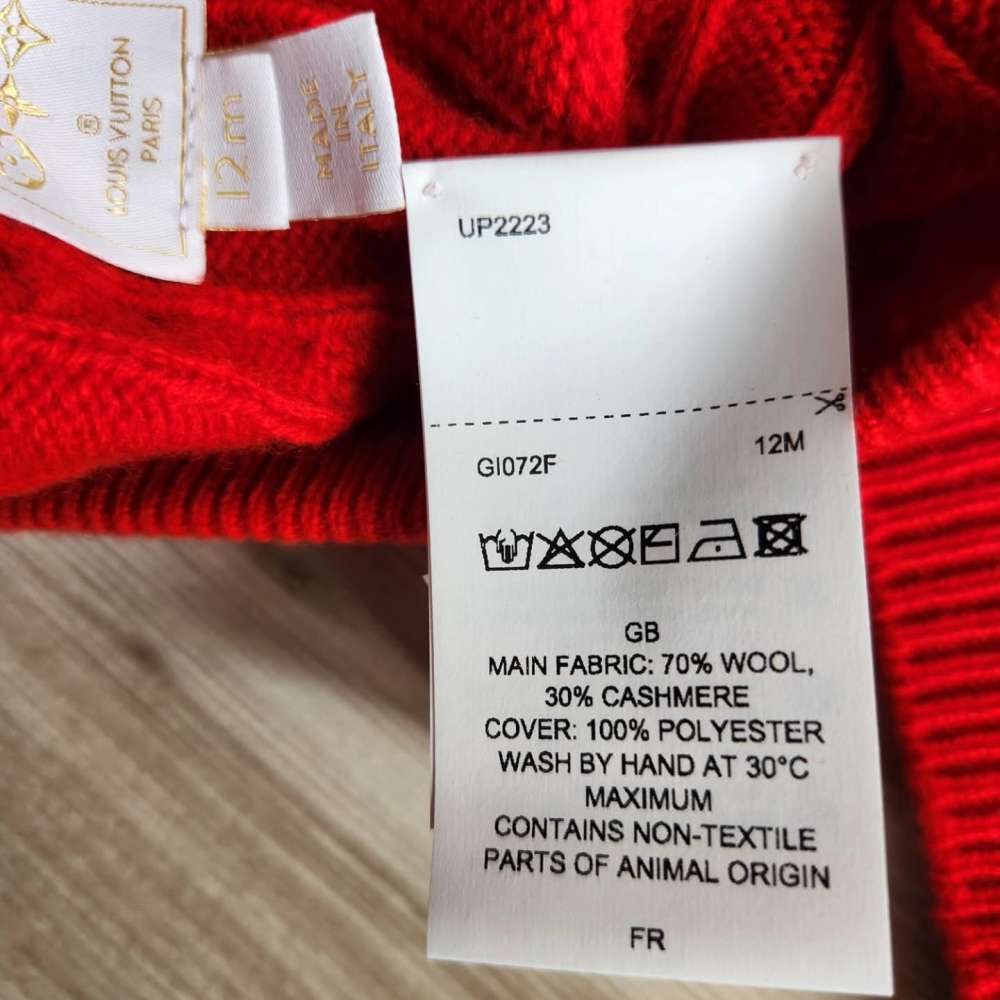 LOUIS VUITTON
PARIS
12m
MADE
IN
ITALY
UP2223
GI072F
12M
GB
MAIN FABRIC: 70% WOOL,
30% CASHMERE
COVER: 100% POLYESTER
WASH BY HAND AT 30°C
MAXIMUM
CONTAINS NON-TEXTILE
PARTS OF ANIMAL ORIGIN
FR